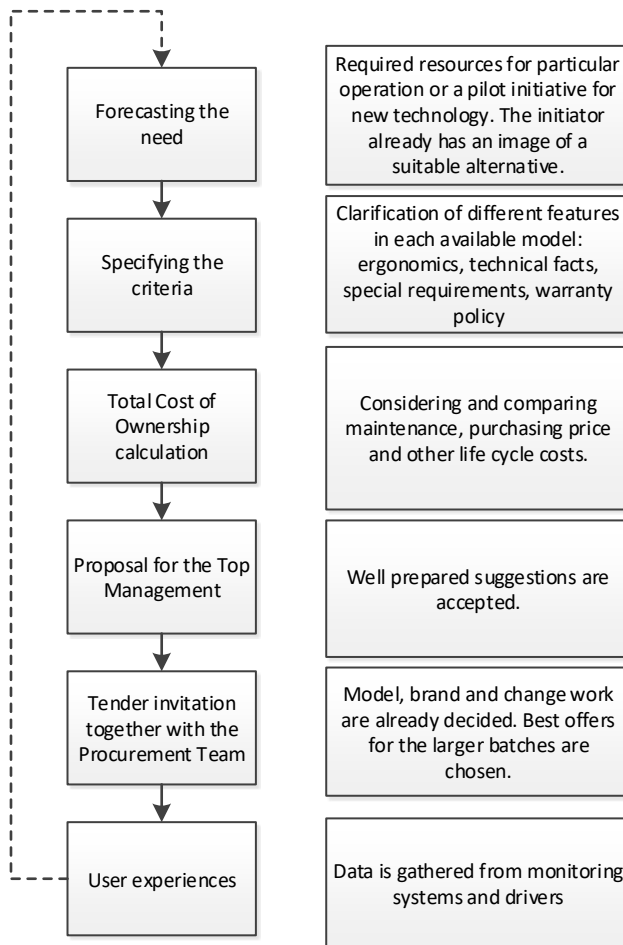 Forecasting the
need
Required resources for particular
operation or a pilot initiative for
new technology. The initiator
already has an image of a
suitable alternative.
Specifying the
criteria
Clarification of different features
in each available model:
ergonomics, technical facts,
special requirements, warranty
policy
Total Cost of
Ownership
calculation
Considering and comparing
maintenance, purchasing price
and other life cycle costs.
Proposal for the Top
Management
Well prepared suggestions are
accepted.
Tender invitation
together with the
Procurement Team
Model, brand and change work
are already decided. Best offers
for the larger batches are
chosen.
User experiences
Data is gathered from monitoring
systems and drivers